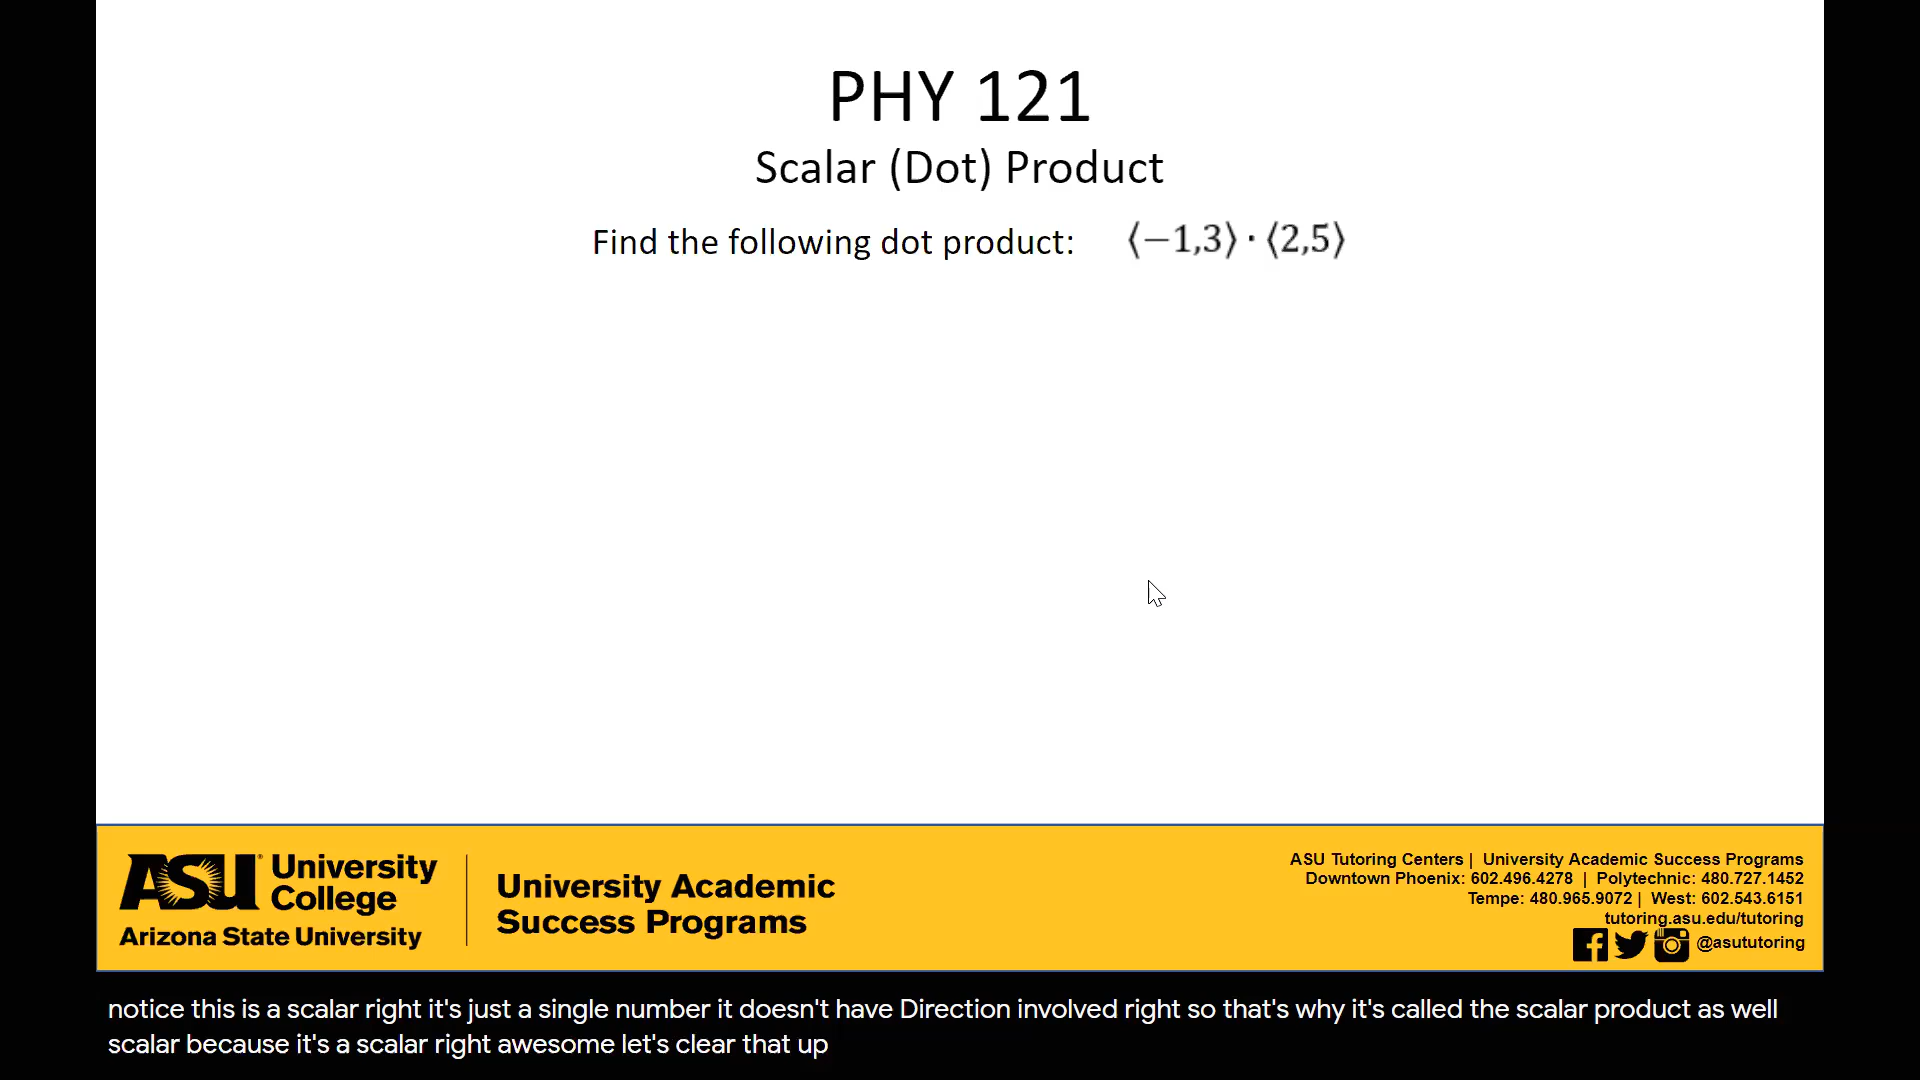 PHY 121
Scalar (Dot) Product
Find the following dot product: ⟨−1,3⟩ · ⟨2,5⟩
ASU University
College
Arizona State University
University Academic
Success Programs
ASU Tutoring Centers | University Academic Success Programs
Downtown Phoenix: 602.496.4278 | Polytechnic: 480.727.1452
Tempe: 480.965.9072 | West: 602.543.6151
tutoring.asu.edu/tutoring
@asututoring
notice this is a scalar right it's just a single number it doesn't have Direction involved right so that's why it's called the scalar product as well
scalar because it's a scalar right awesome let's clear that up